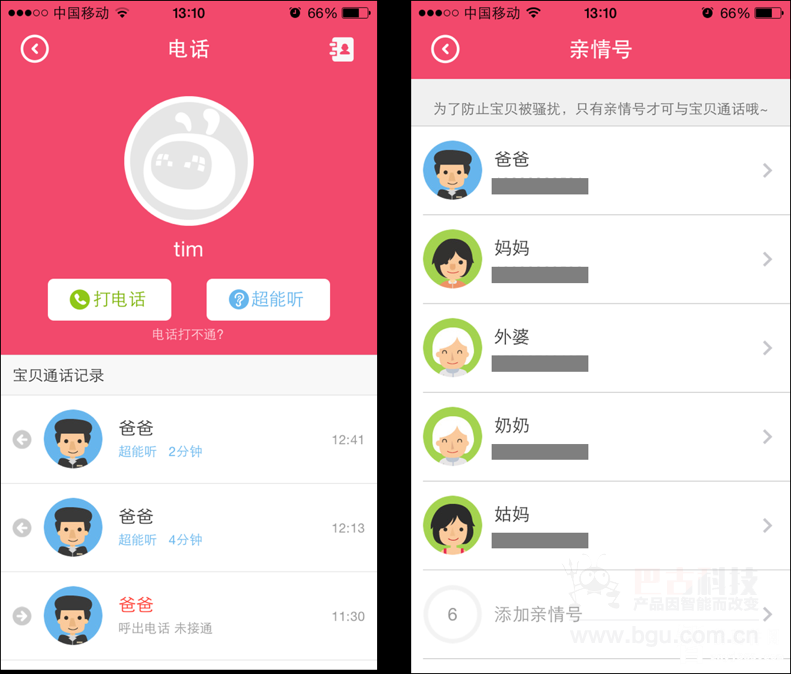 中国移动
13:10
66%
电话
tim
打电话
超能听
电话打不通?
宝贝通话记录
爸爸
超能听 2分钟
12:41
爸爸
超能听 4分钟
12:13
爸爸
呼出电话 未接通
11:30
中国移动
13:10
66%
亲情号
为了防止宝贝被骚扰，只有亲情号才可与宝贝通话哦~
爸爸
妈妈
外婆
奶奶
姑妈
6
添加亲情号
巴古科技
产品因智能而改变
www.bgu.com.cn